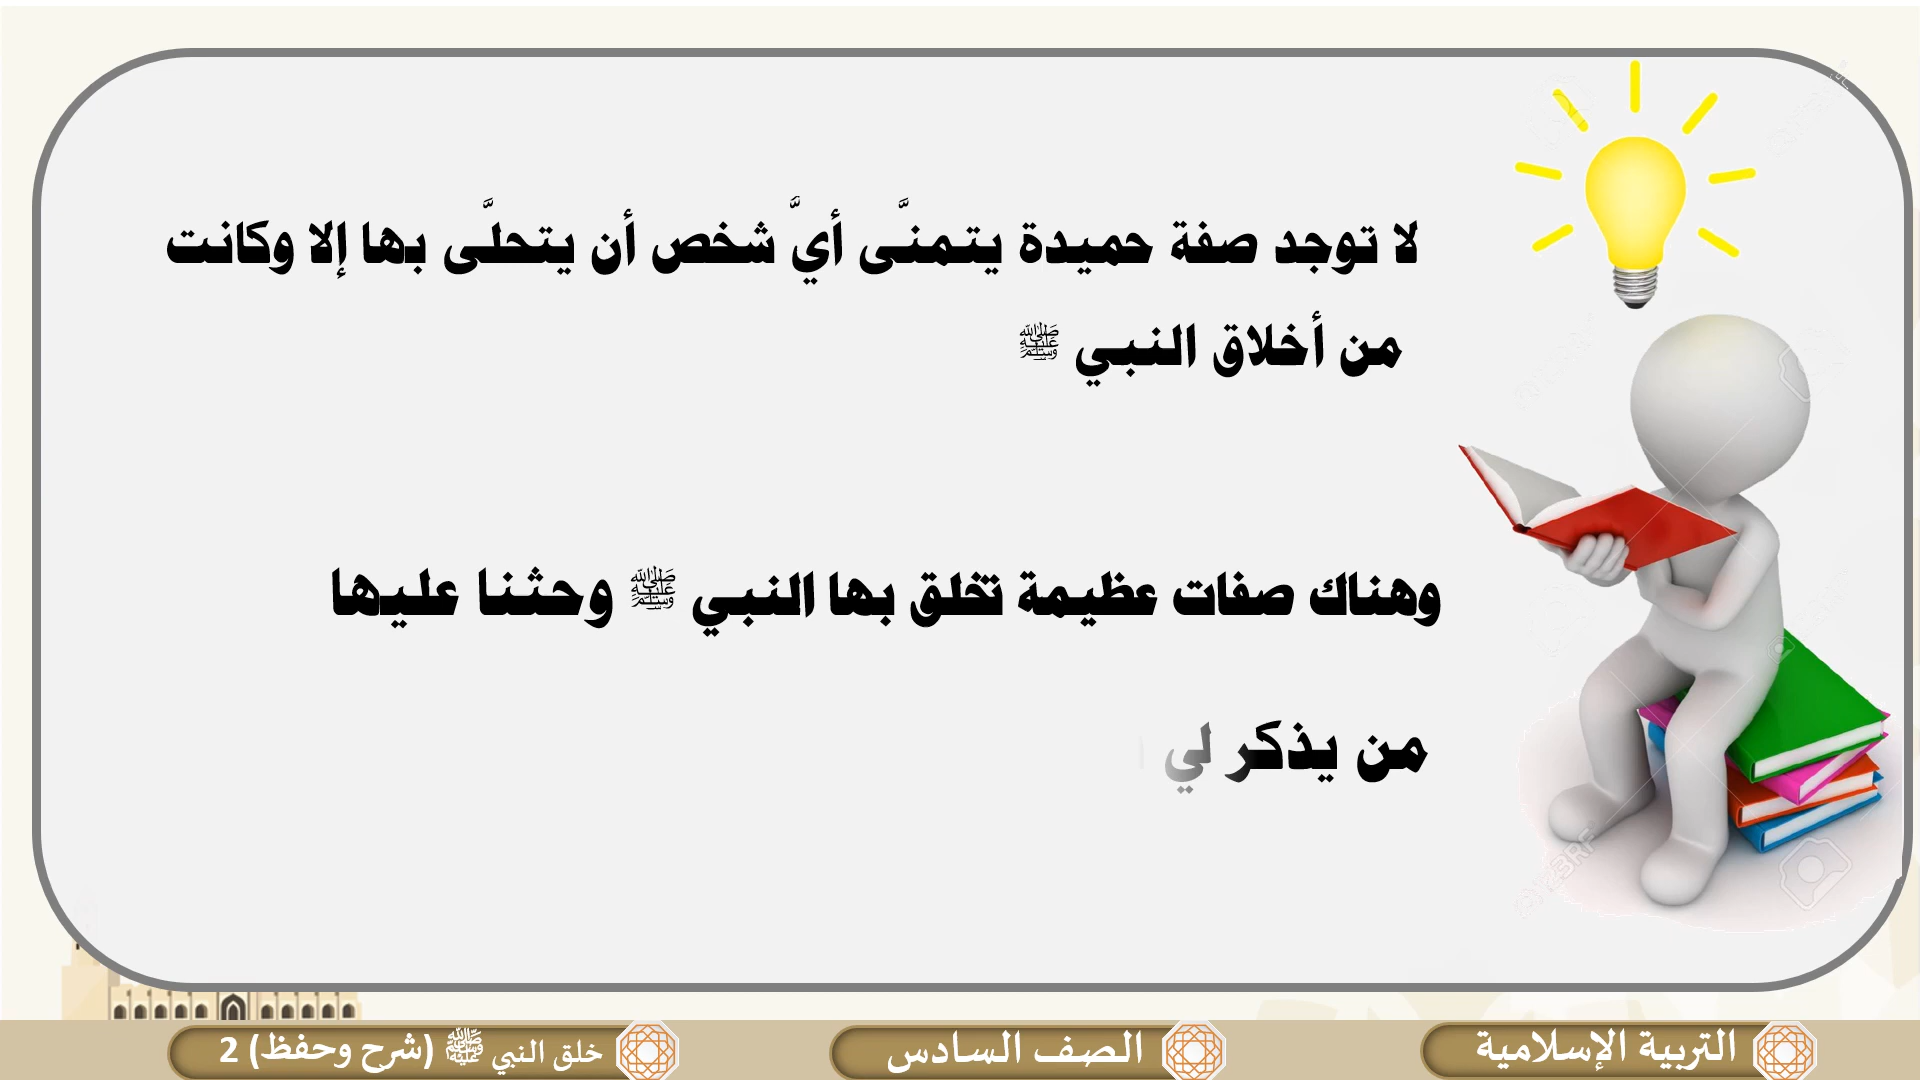 لا توجد صفة حميدة يتمنَّى أيَّ شخص أن يتحلَّى بها إلا وكانت
من أخلاق النبي ﷺ
وهناك صفات عظيمة تخلق بها النبي ﷺ وحثنا عليها
من يذكر لي
التربية الإسلامية
الصف السادس
خلق النبي ﷺ (شرح وحفظ) 2